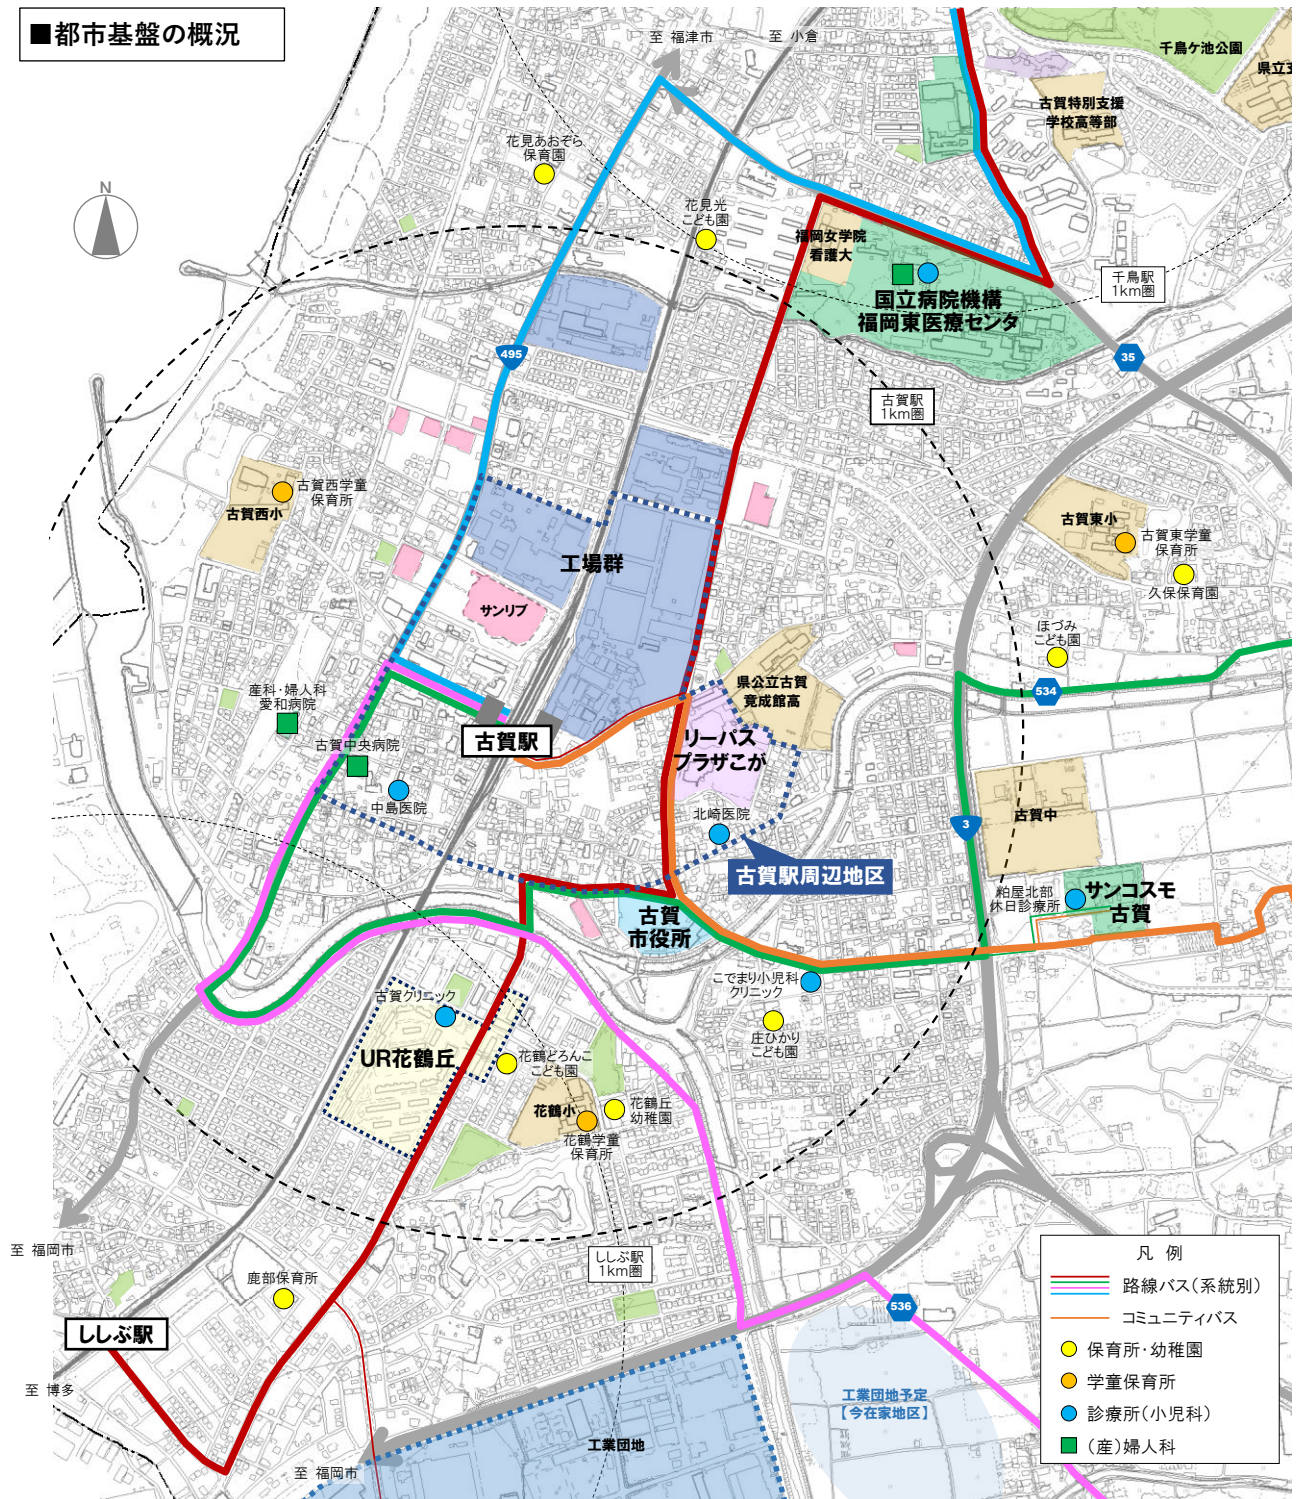 ■都市基盤の概況
至 福津市
至 小倉
千鳥ケ池公園
県立支
古賀特別支援
学校高等部
花見あおぞら
保育園
N
花見光
こども園
福岡女学院
看護大
国立病院機構
福岡東医療センタ
千鳥駅
1km圏
495
35
古賀駅
1km圏
古賀西学童
保育所
古賀西小
古賀東小
古賀東学童
保育所
久保保育園
工場群
サンリブ
ほづみ
こども園
534
県公立古賀
竟成館高
産科・婦人科
愛和病院
古賀中央病院
古賀駅
リーパス
プラザこが
中島医院
北崎医院
3
古賀中
古賀駅周辺地区
粕屋北部
休日診療所
サンコスモ
古賀
古賀
市役所
こでまり小児科
クリニック
古賀クリニック
庄ひかり
こども園
UR花鶴丘
花鶴どろんこ
こども園
花鶴小
花鶴丘
幼稚園
花鶴学童
保育所
至 福岡市
ししぶ駅
1km圏
鹿部保育所
ししぶ駅
536
至 博多
工業団地予定
【今在家地区】
工業団地
至 福岡市
凡 例
路線バス(系統別)
コミュニティバス
保育所・幼稚園
学童保育所
診療所(小児科)
(産)婦人科